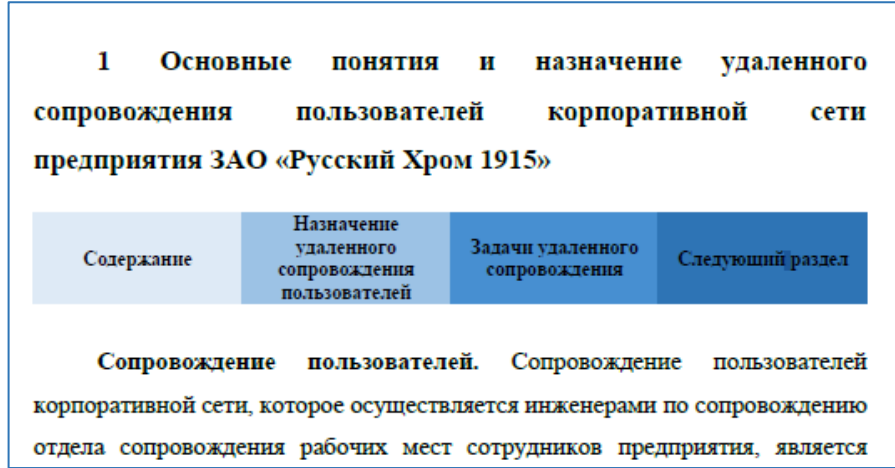 1 Основные понятия и назначение удаленного
сопровождения пользователей корпоративной сети
предприятия ЗАО «Русский Хром 1915»
Содержание
Назначение
удаленного
сопровождения
пользователей
Задачи удаленного
сопровождения
Следующий раздел
Сопровождение пользователей. Сопровождение пользователей
корпоративной сети, которое осуществляется инженерами по сопровождению
отдела сопровождения рабочих мест сотрудников предприятия, является